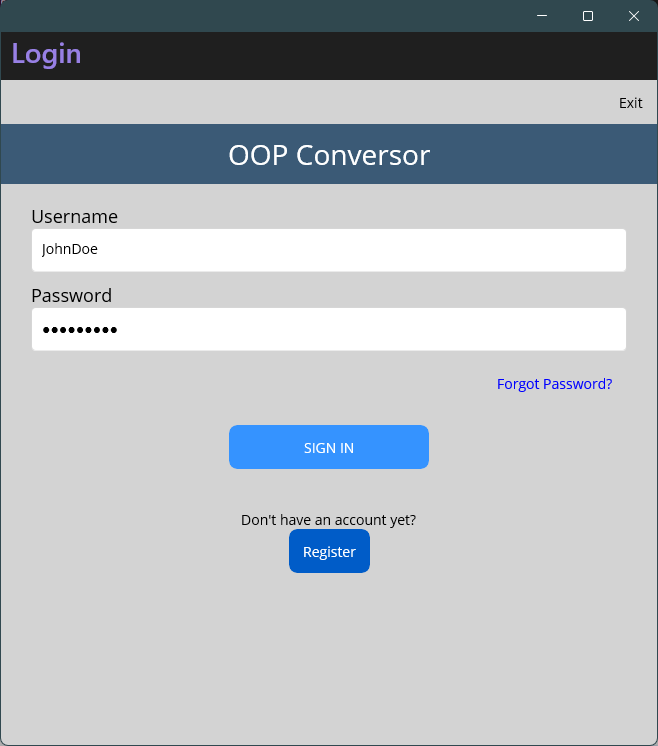 Login
Exit
OOP Conversor
Username
JohnDoe
Password
•••••••••
Forgot Password?
SIGN IN
Don't have an account yet?
Register